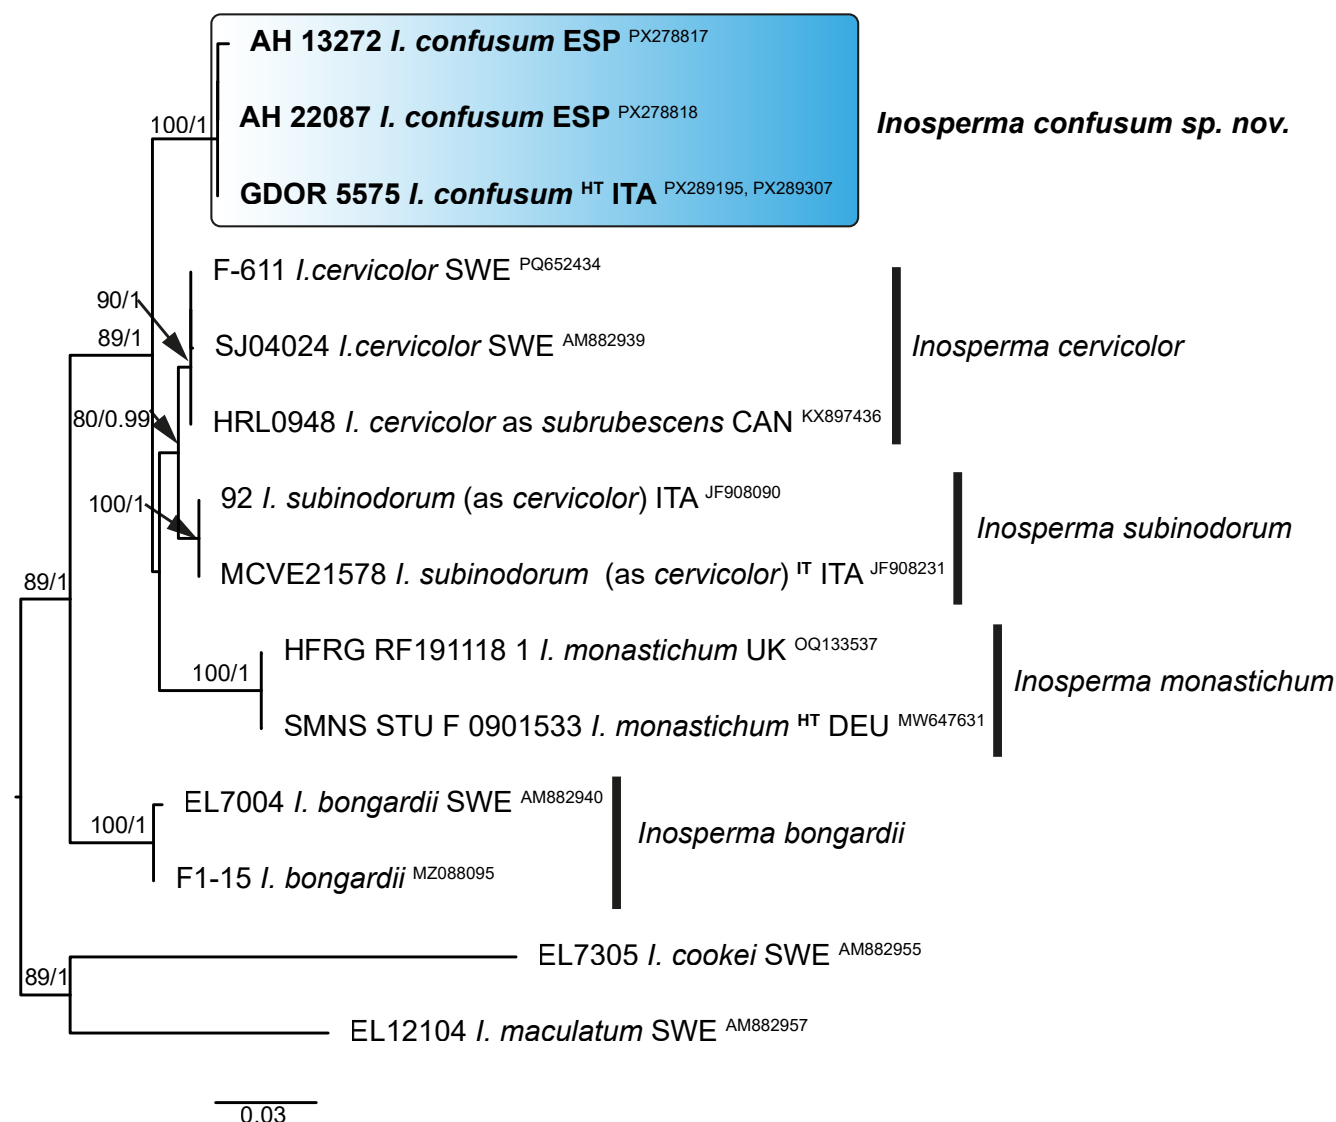 AH 13272 I. confusum ESP PX278817
100/1
AH 22087 I. confusum ESP PX278818
Inosperma confusum sp. nov.
GDOR 5575 I. confusum HT ITA PX289195, PX289307
F-611 I.cervicolor SWE PQ652434
90/1
89/1
SJ04024 I.cervicolor SWE AM882939
Inosperma cervicolor
80/0.99
HRL0948 I. cervicolor as subrubescens CAN KX897436
100/1
92 I. subinodorum (as cervicolor) ITA JF908090
Inosperma subinodorum
89/1
MCVE21578 I. subinodorum (as cervicolor) IT ITA JF908231
HFRG RF191118 1 I. monastichum UK OQ133537
100/1
Inosperma monastichum
SMNS STU F 0901533 I. monastichum HT DEU MW647631
EL7004 I. bongardii SWE AM882940
100/1
Inosperma bongardii
F1-15 I. bongardii MZ088095
EL7305 I. cookei SWE AM882955
89/1
EL12104 I. maculatum SWE AM882957
0.03